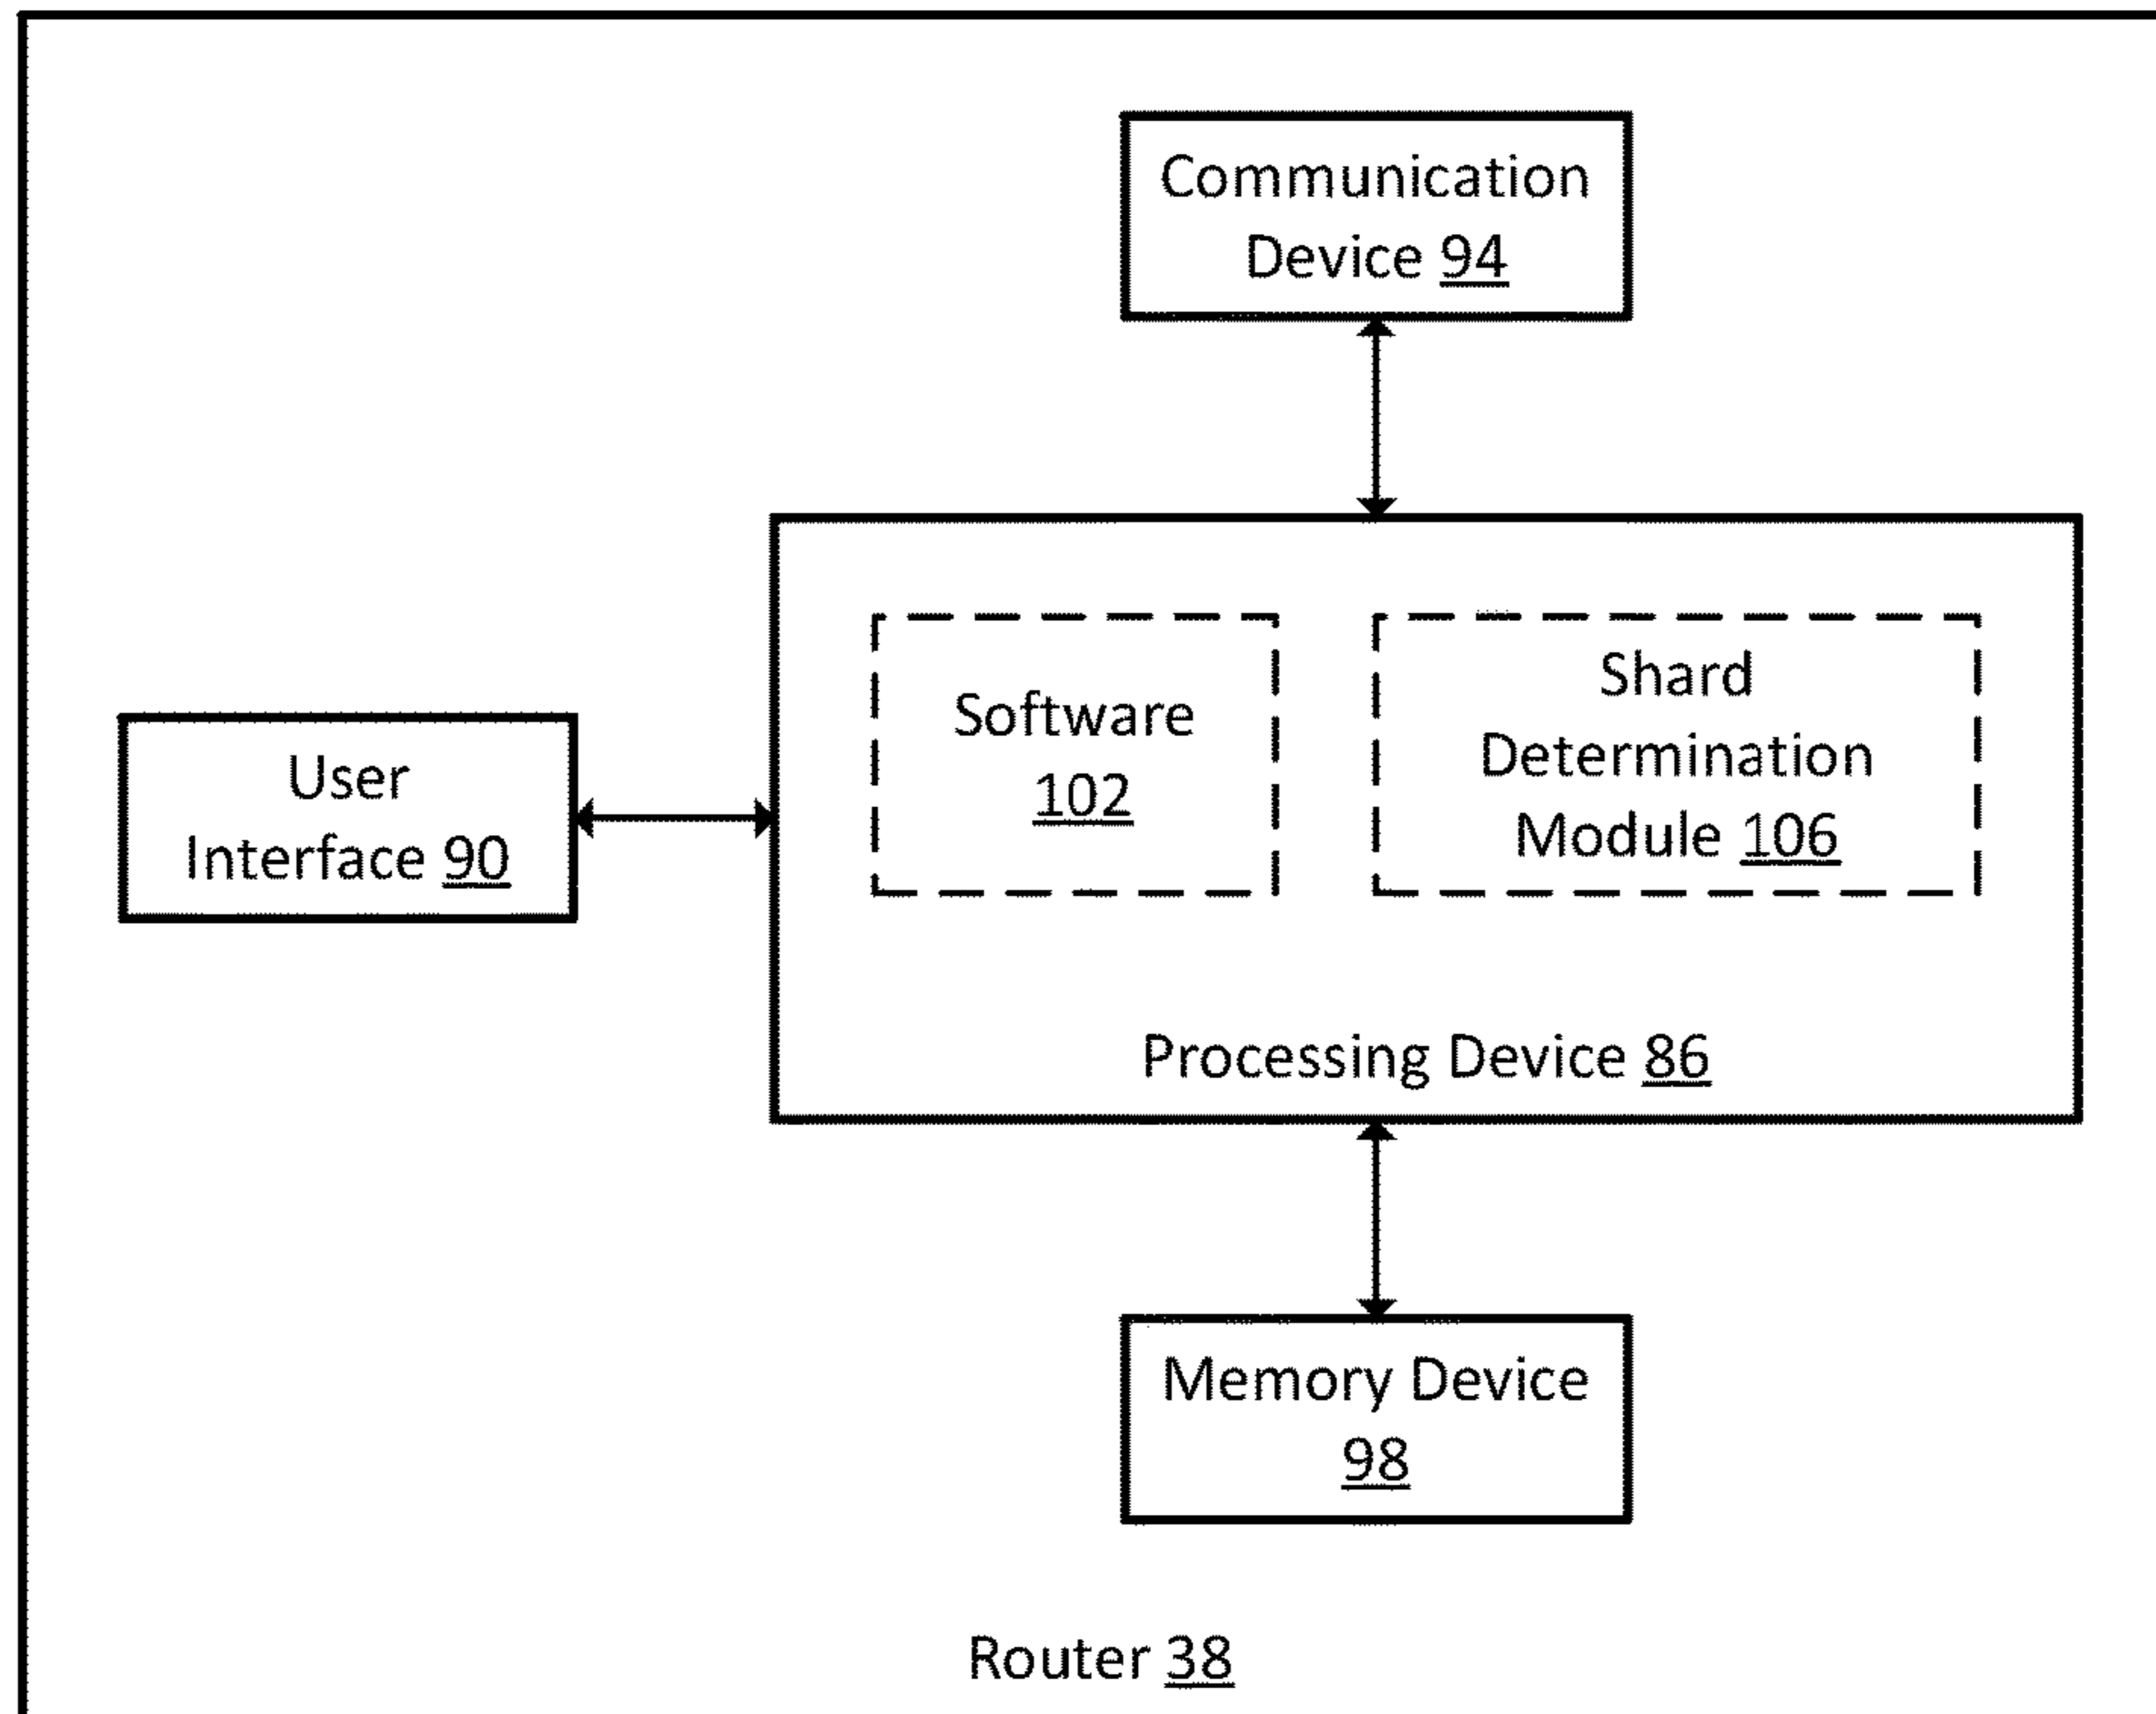 Communication
Device 94
Software
102
Shard
Determination
Module 106
User
Interface 90
Processing Device 86
Memory Device
98
Router 38